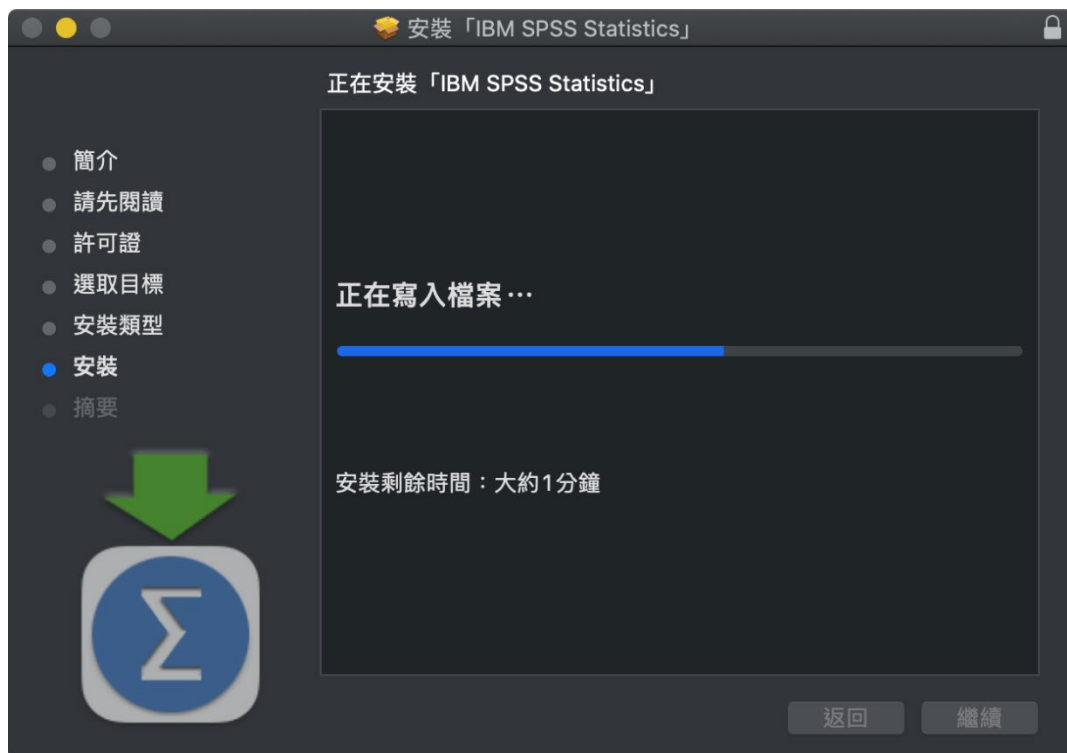 安裝「IBM SPSS Statistics」
正在安裝「IBM SPSS Statistics」
簡介
請先閱讀
許可證
選取目標
安裝類型
安裝
摘要
正在寫入檔案⋯
安裝剩餘時間：大約1分鐘
Σ
返回
繼續